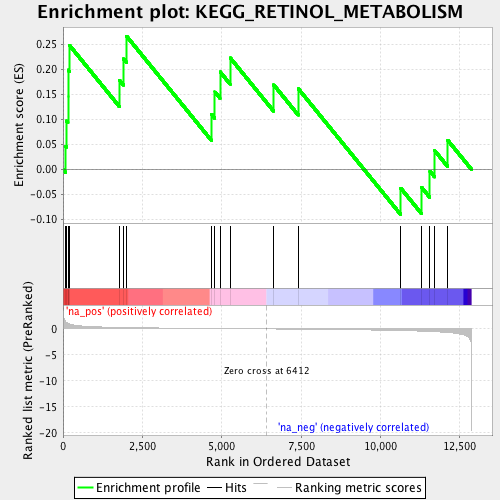 Enrichment plot: KEGG_RETINOL_METABOLISM
Enrichment score (ES)
0.25
0.20
0.15
0.10
0.05
0.00
-0.05
-0.10
'na_pos' (positively correlated)
Ranked list metric (PreRanked)
0
-5
-10
-15
-20
Zero cross at 6412
'na_neg' (negatively correlated)
0
2,500
5,000
7,500
10,000
12,500
Rank in Ordered Dataset
Enrichment profile
Hits
Ranking metric scores